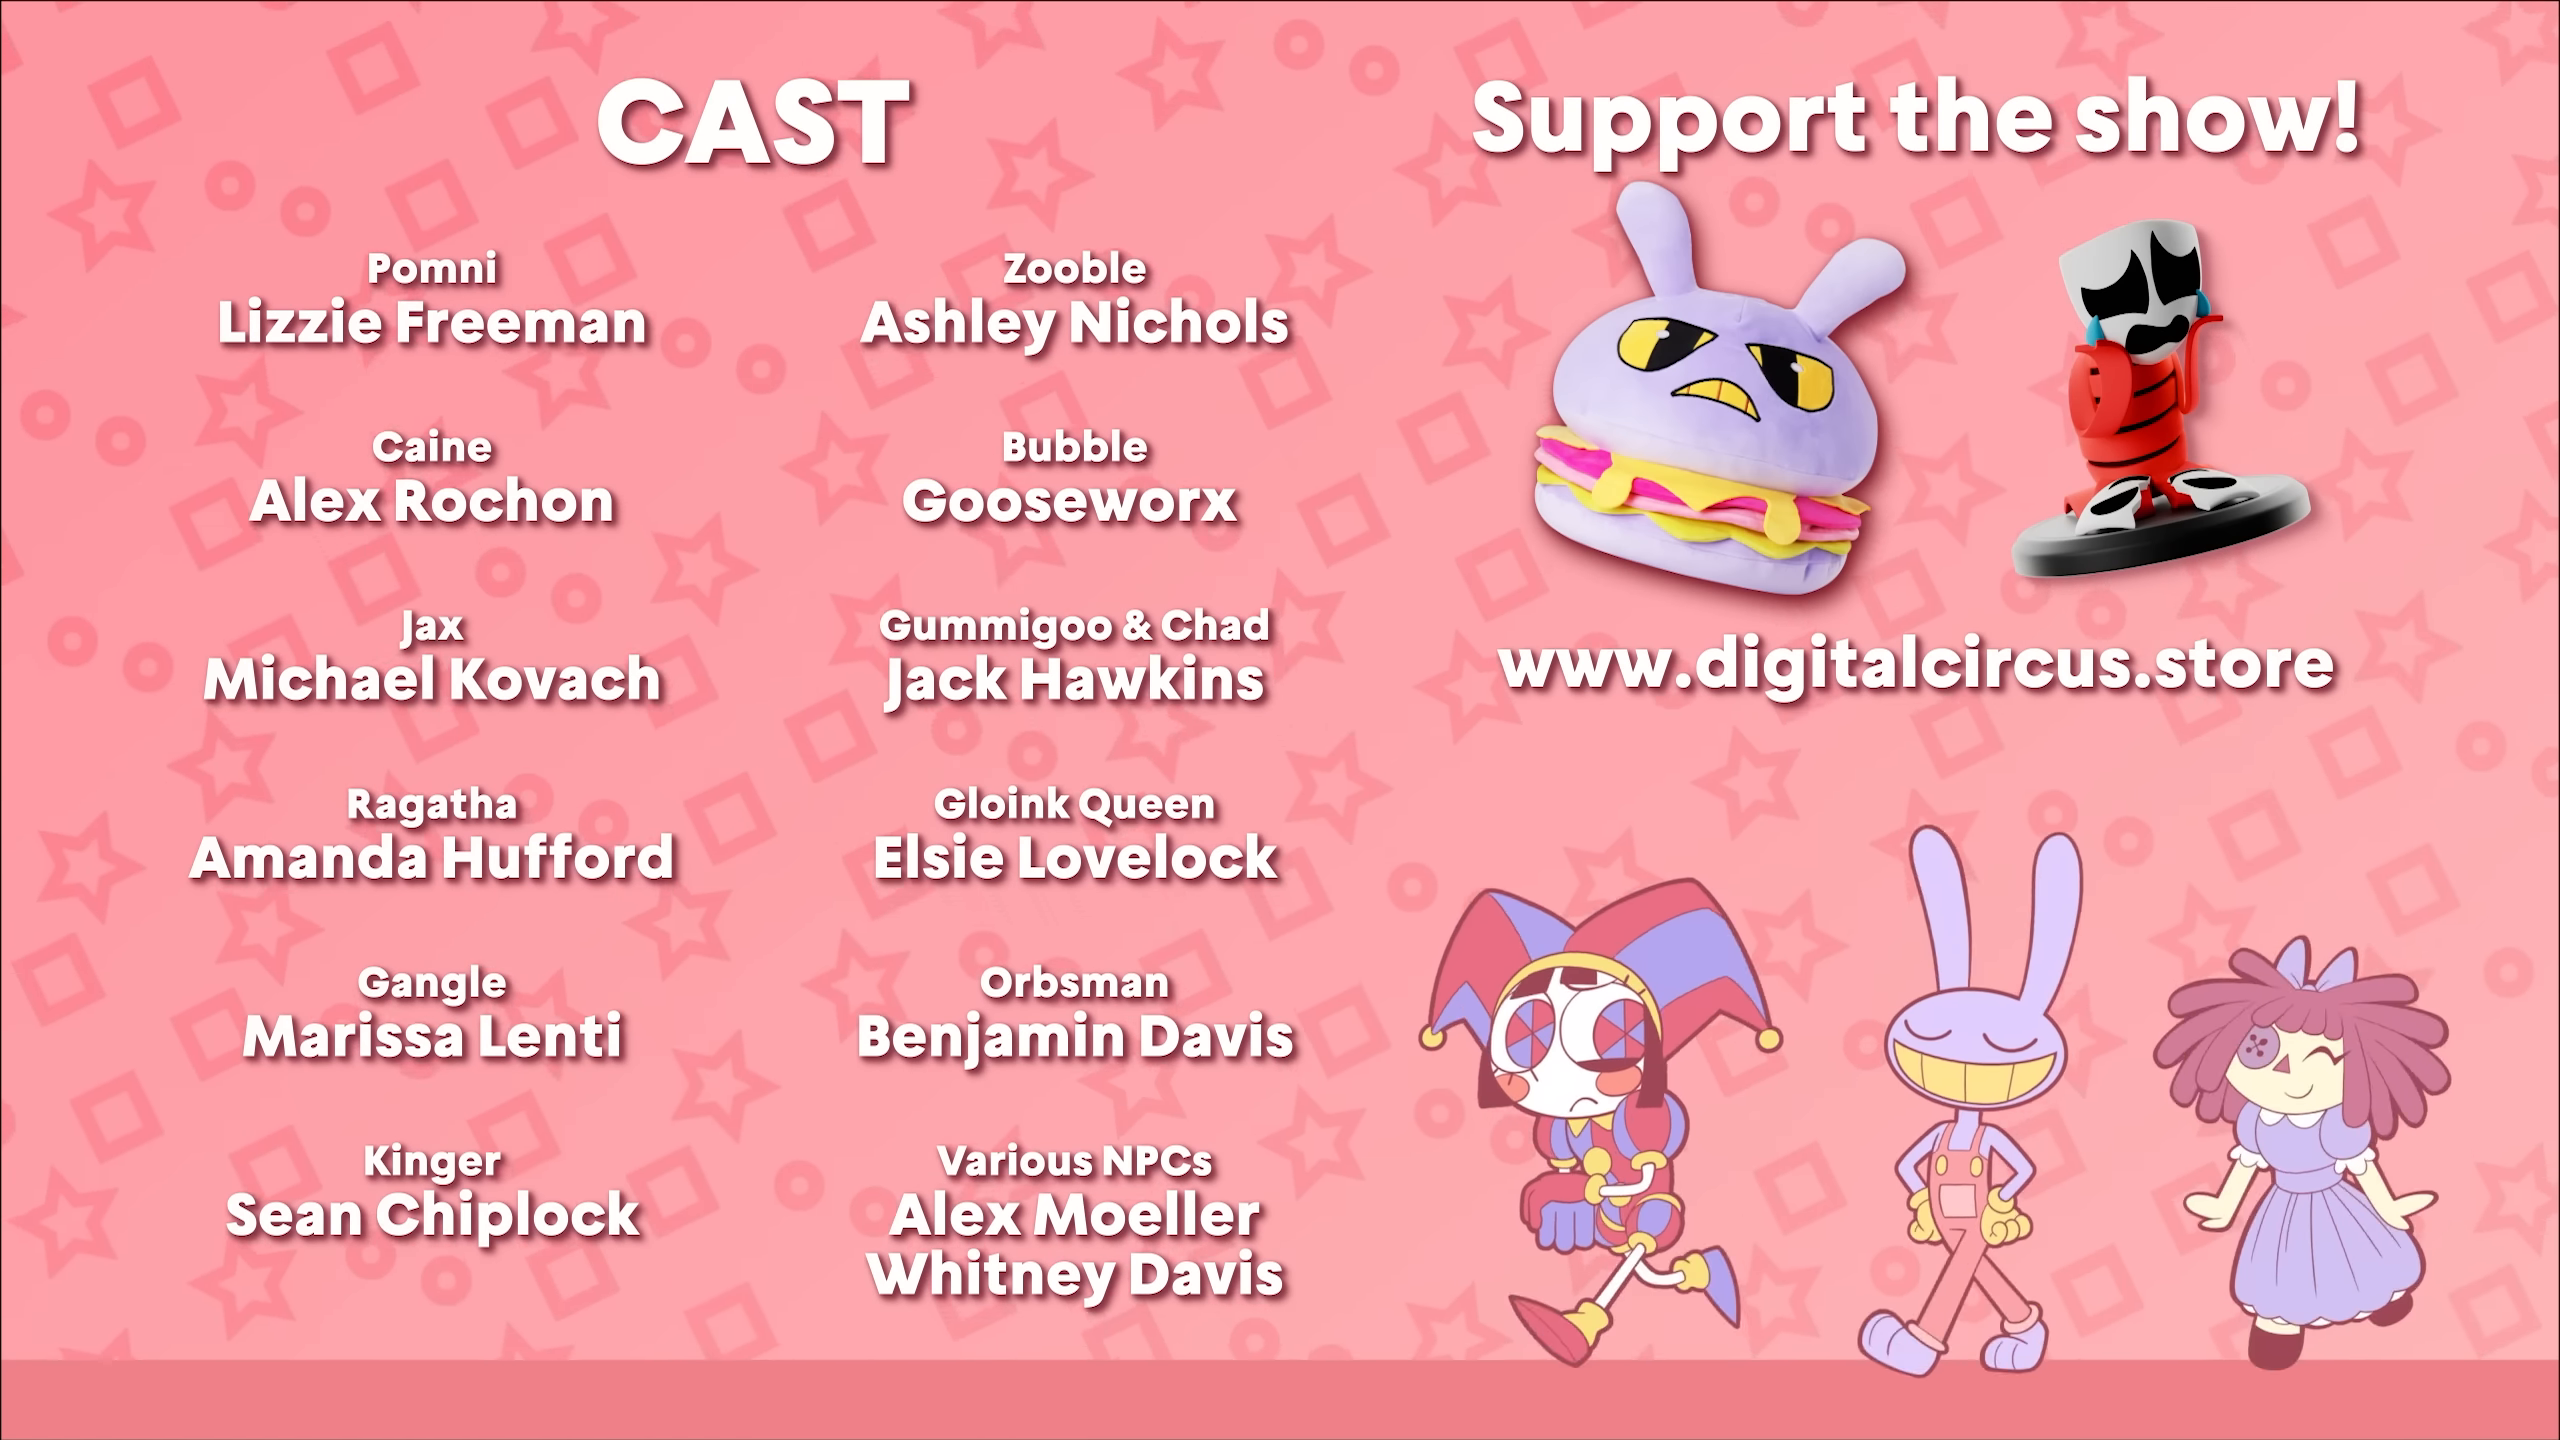 CAST
Pomni
Lizzie Freeman
Caine
Alex Rochon
Jax
Michael Kovach
Ragatha
Amanda Hufford
Gangle
Marissa Lenti
Kinger
Sean Chiplock
Zooble
Ashley Nichols
Bubble
Gooseworx
Gummigoo & Chad
Jack Hawkins
Gloink Queen
Elsie Lovelock
Orbsman
Benjamin Davis
Various NPCs
Alex Moeller
Whitney Davis
Support the show!
www.digitalcircus.store